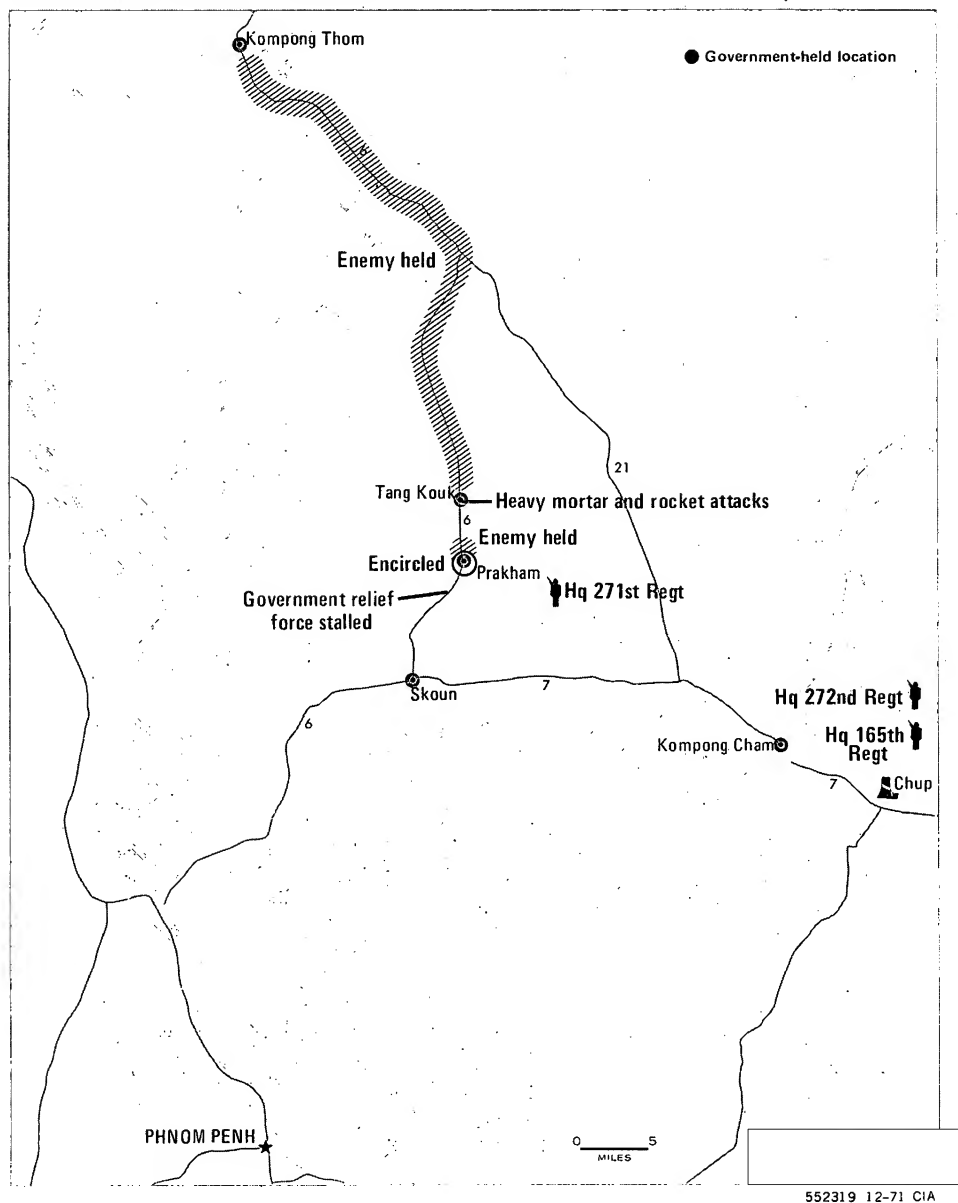 Kompong Thom
Government-held location
6
Enemy held
21
Tang Kouk
Heavy mortar and rocket attacks
6
Enemy held
Encircled
Prakham
Government relief
force stalled
Hq 271st Regt
Skoun
7
6
Hq 272nd Regt
Kompong Cham
Hq 165th
Regt
7
Chup
PHNOM PENH
0 5
MILES
552319 12-71 CIA